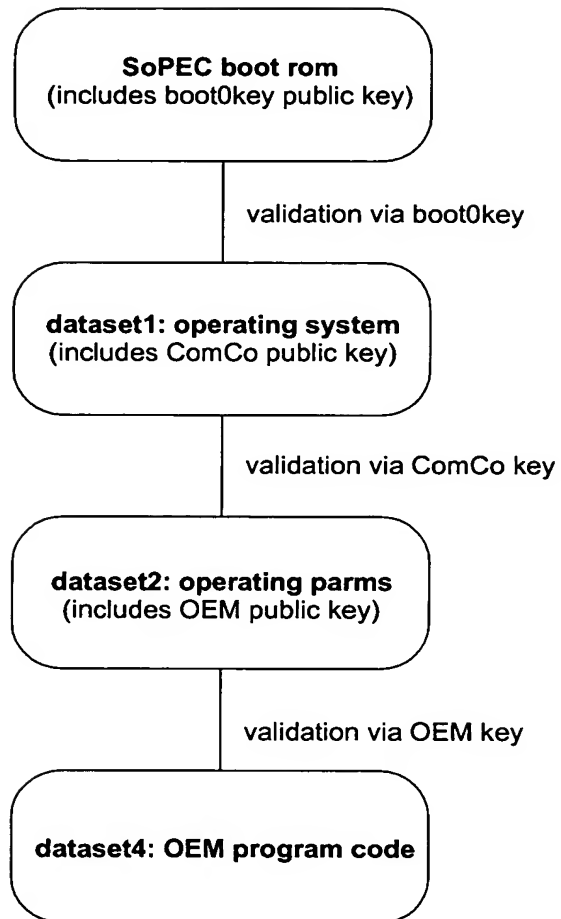 SoPEC boot rom
(includes boot0key public key)
validation via boot0key
dataset1: operating system
(includes ComCo public key)
validation via ComCo key
dataset2: operating parms
(includes OEM public key)
validation via OEM key
dataset4: OEM program code